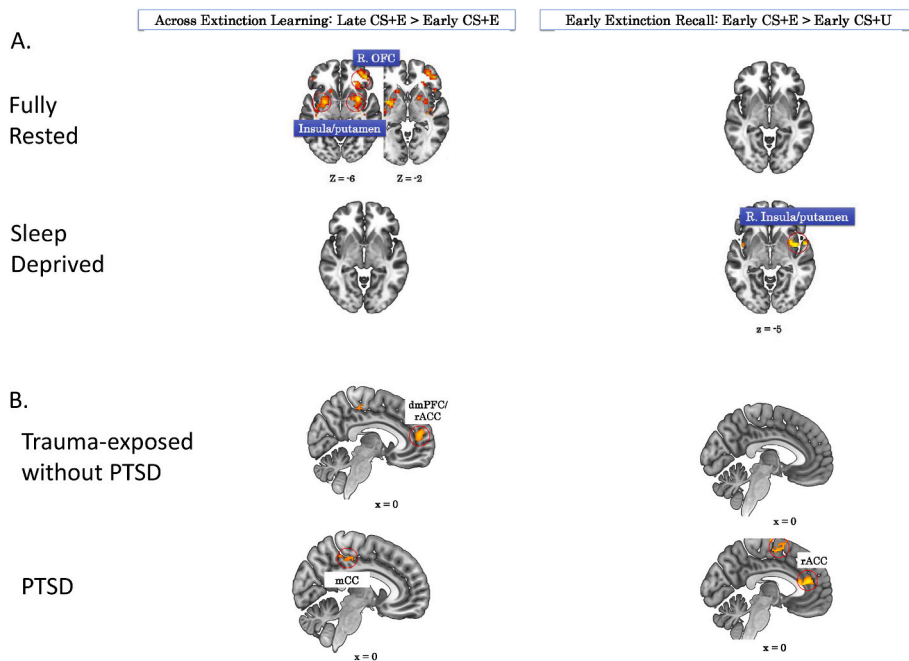 Across Extinction Learning: Late CS+E > Early CS+E
Early Extinction Recall: Early CS+E > Early CS+U
A.
R. OFC
Fully
Rested
Insula/putamen
Z = -6
Z = -2
Sleep
Deprived
R. Insula/putamen
z = -5
B.
Trauma-exposed
without PTSD
dmPFC/
rACC
x = 0
x = 0
PTSD
mCC
rACC
x = 0
x = 0